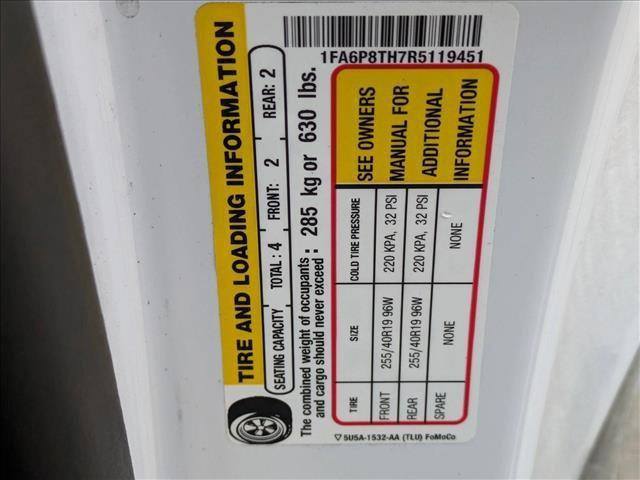 1FA6P8TH7R5119451
TIRE AND LOADING INFORMATION
SEATING CAPACITY TOTAL: 4 FRONT: 2 REAR: 2
The combined weight of occupants and cargo should never exceed: 285 kg or 630 lbs.
TIRE SIZE COLD TIRE PRESSURE
FRONT 255/40R19 96W 220 KPA, 32 PSI
REAR 255/40R19 96W 220 KPA, 32 PSI
SPARE NONE NONE
SEE OWNERS
MANUAL FOR
ADDITIONAL
INFORMATION
5U5A-1532-AA (TLU) FoMoCo